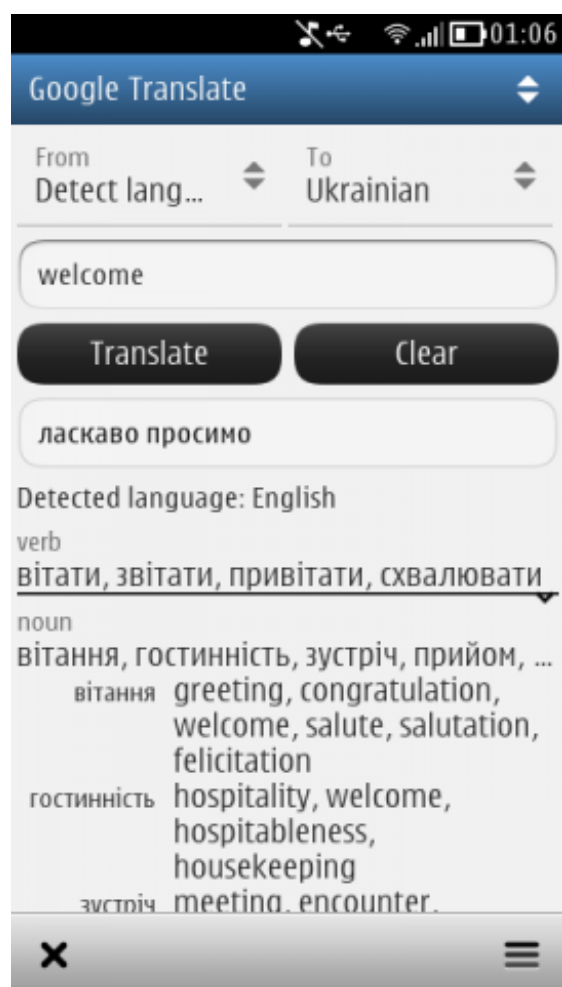 01:06
Google Translate
From
Detect lang...
To
Ukrainian
welcome
Translate
Clear
ласкаво просимо
Detected language: English
verb
вітати, звітати, привітати, схвалювати
noun
вітання, гостинність, зустріч, прийом, ...
вітання greeting, congratulation,
welcome, salute, salutation,
felicitation
гостинність hospitality, welcome,
hospitableness,
housekeeping
зустріч meeting, encounter,